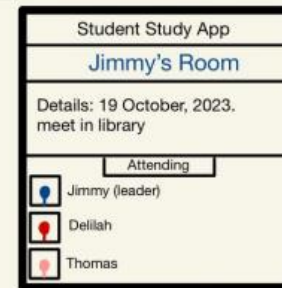 Student Study App
Jimmy's Room
Details: 19 October, 2023.
meet in library
Attending
Jimmy (leader)
Delilah
Thomas